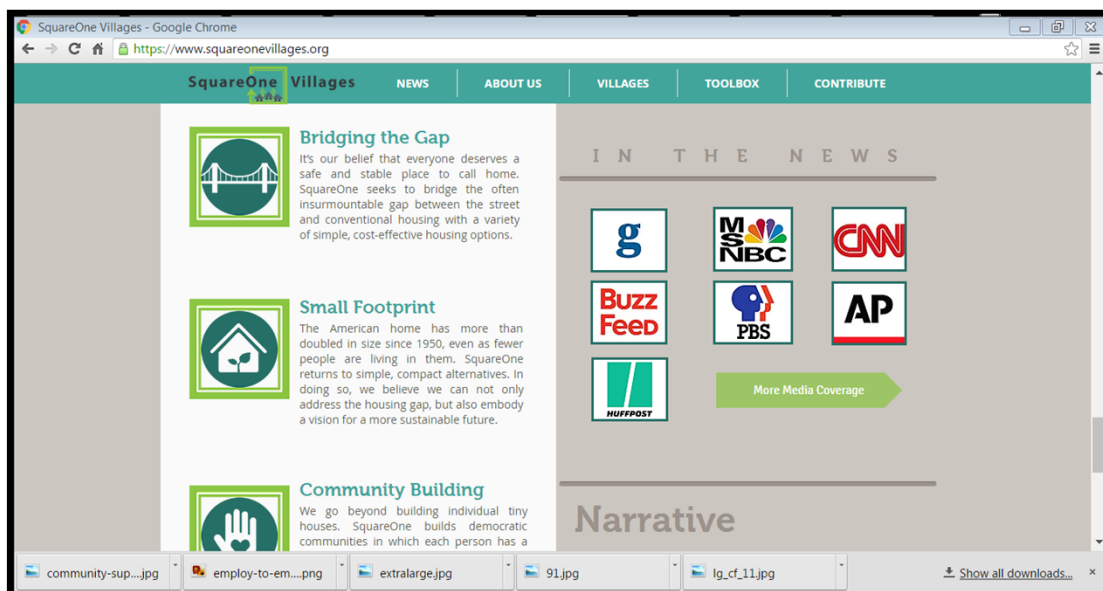 SquareOne Villages - Google Chrome
https://www.squareonevillages.org
SquareOne Villages NEWS ABOUT US VILLAGES TOOLBOX CONTRIBUTE
Bridging the Gap
It's our belief that everyone deserves a
safe and stable place to call home.
SquareOne seeks to bridge the often
insurmountable gap between the street
and conventional housing with a variety
of simple, cost-effective housing options.
Small Footprint
The American home has more than
doubled in size since 1950, even as fewer
people are living in them. SquareOne
returns to simple, compact alternatives. In
doing so, we believe we can not only
address the housing gap, but also embody
a vision for a more sustainable future.
Community Building
We go beyond building individual tiny
houses. SquareOne builds democratic
communities in which each person has a
IN THE NEWS
g
MSNBC
CNN
BuzzFeeD
PBS
AP
HUFFPOST
More Media Coverage
Narrative
community-sup....jpg employ-to-em....png extralarge.jpg 91.jpg lg_cf_11.jpg Show all downloads...